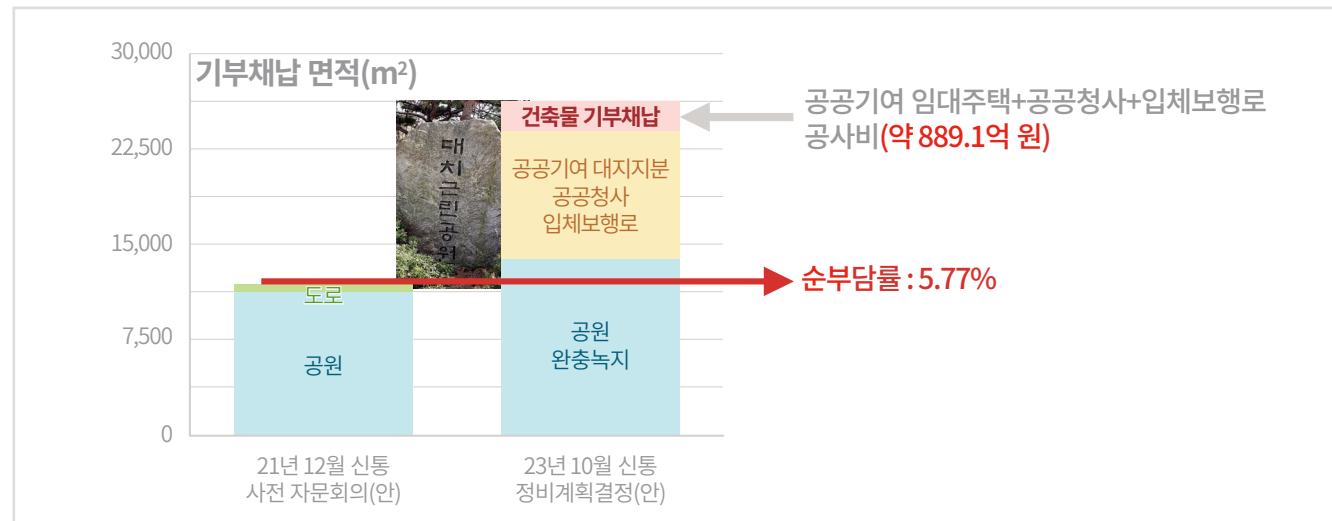 기부채납 면적(m²)
30,000
22,500
15,000
7,500
0
도로
공원
대치근린공원
건축물 기부채납
공공기여 대지지분
공공청사
입체보행로
공원
완충녹지
공공기여 임대주택+공공청사+입체보행로
공사비(약 889.1억 원)
순부담률 : 5.77%
21년 12월 신통
사전 자문회의(안)
23년 10월 신통
정비계획결정(안)